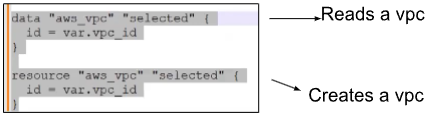 data "aws_vpc" "selected" {
  id = var.vpc_id
}
resource "aws_vpc" "selected" {
  id = var.vpc_id
}
Reads a vpc
Creates a vpc